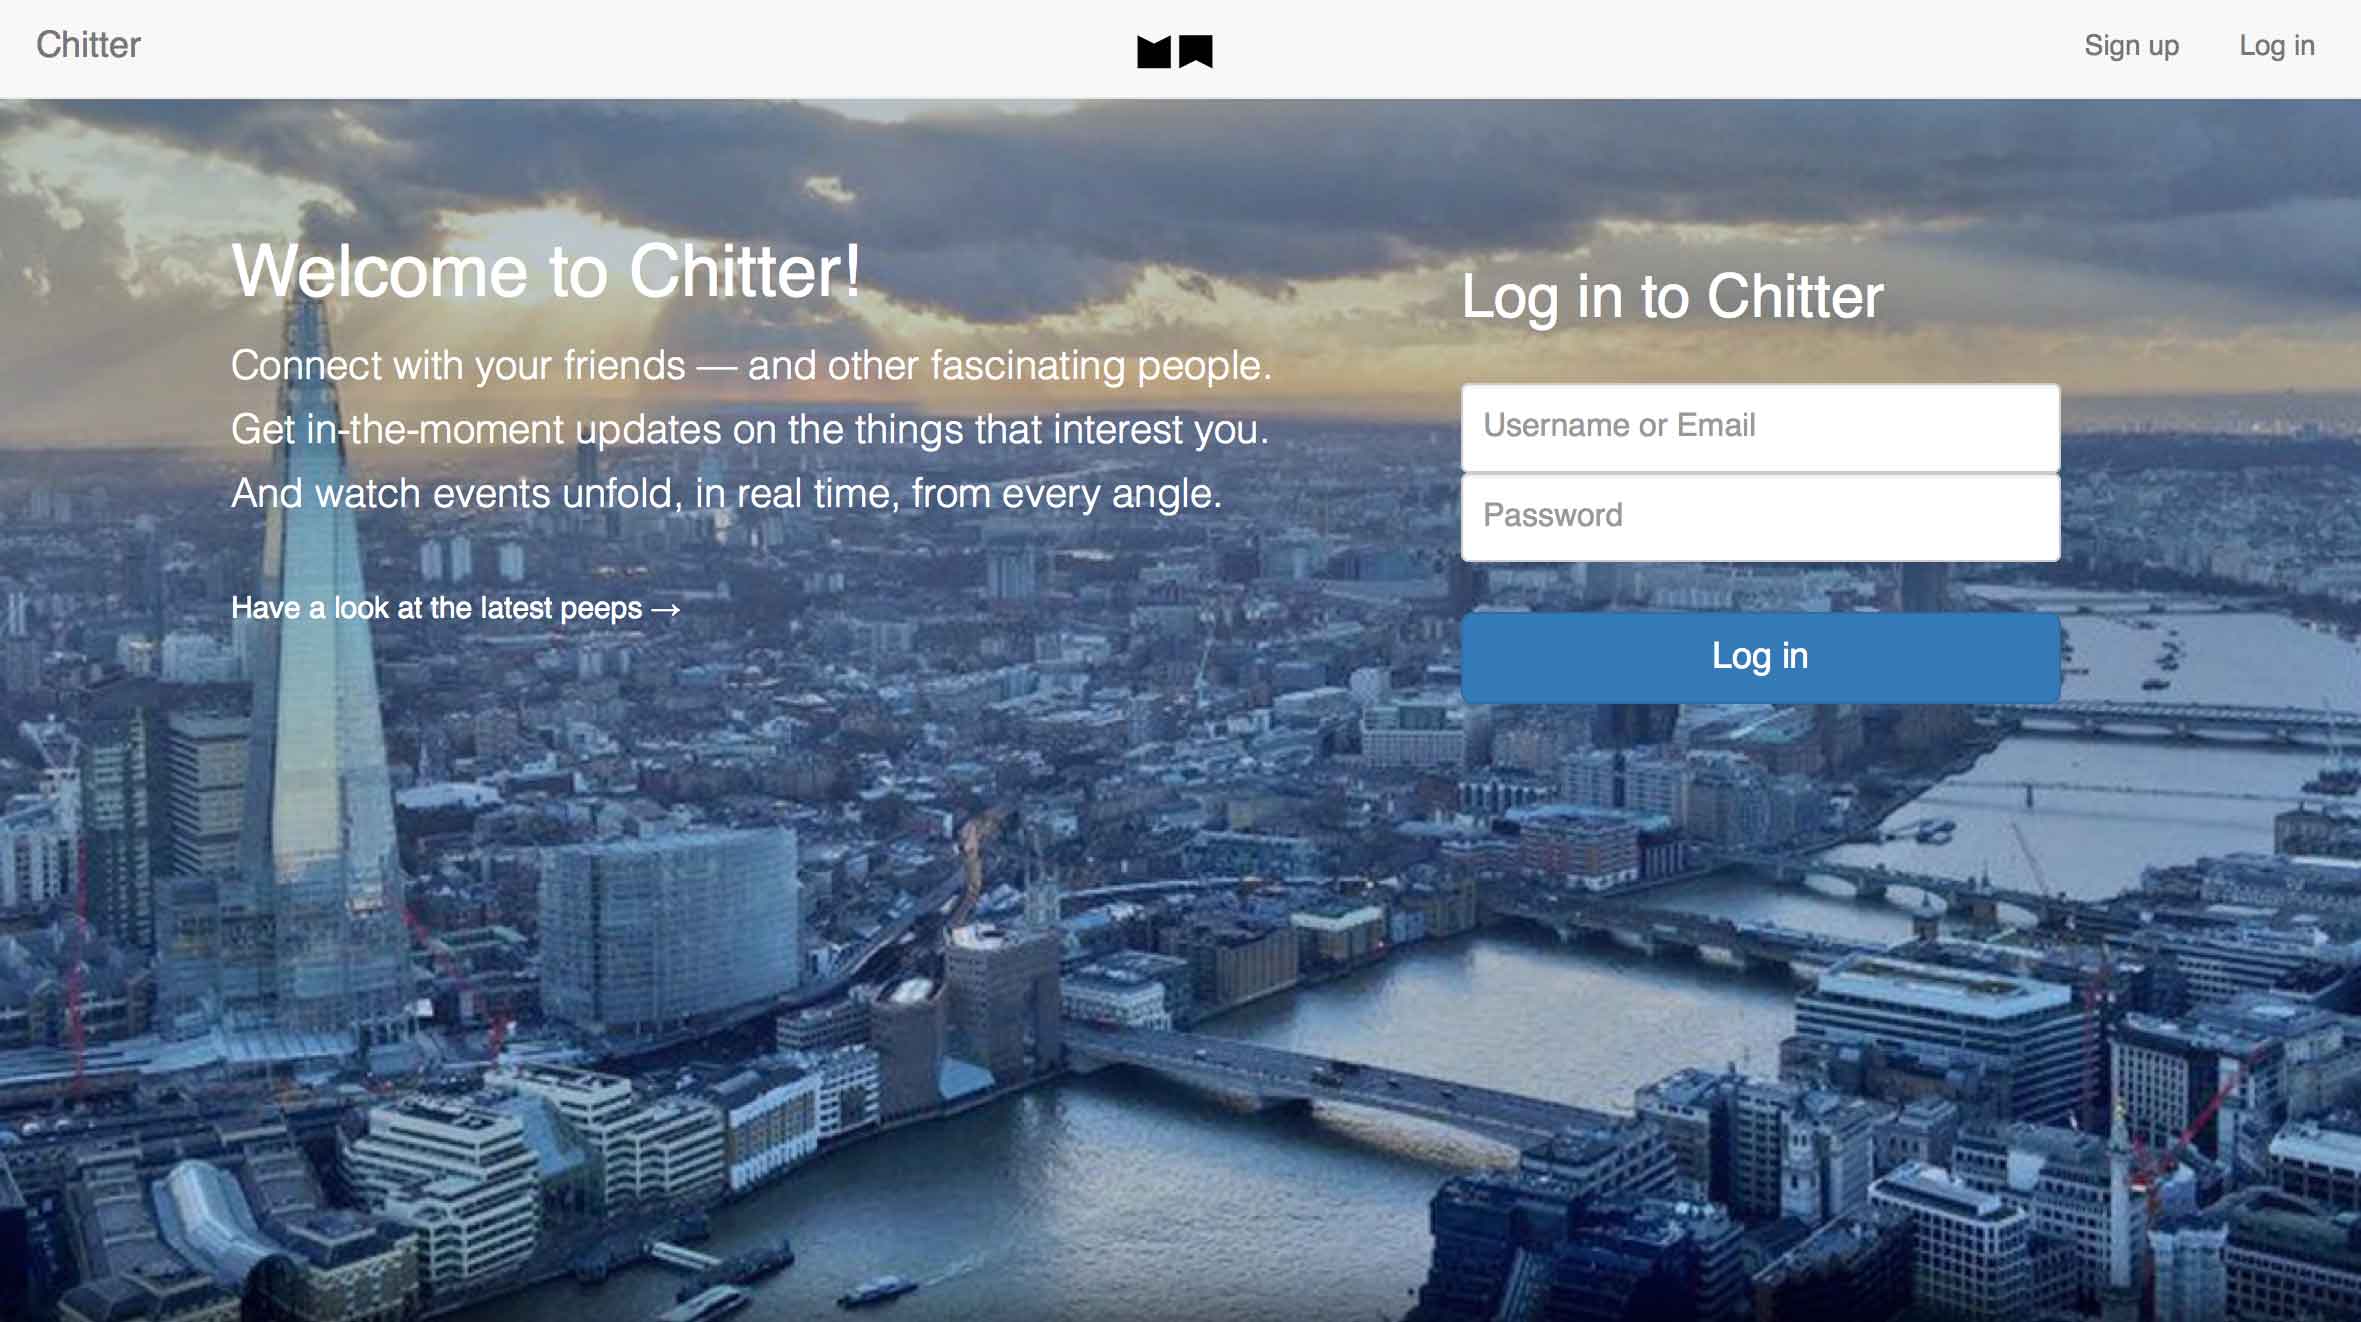 Chitter
Sign up
Log in
Welcome to Chitter!
Connect with your friends — and other fascinating people.
Get in-the-moment updates on the things that interest you.
And watch events unfold, in real time, from every angle.
Have a look at the latest peeps →
Log in to Chitter
Username or Email
Password
Log in